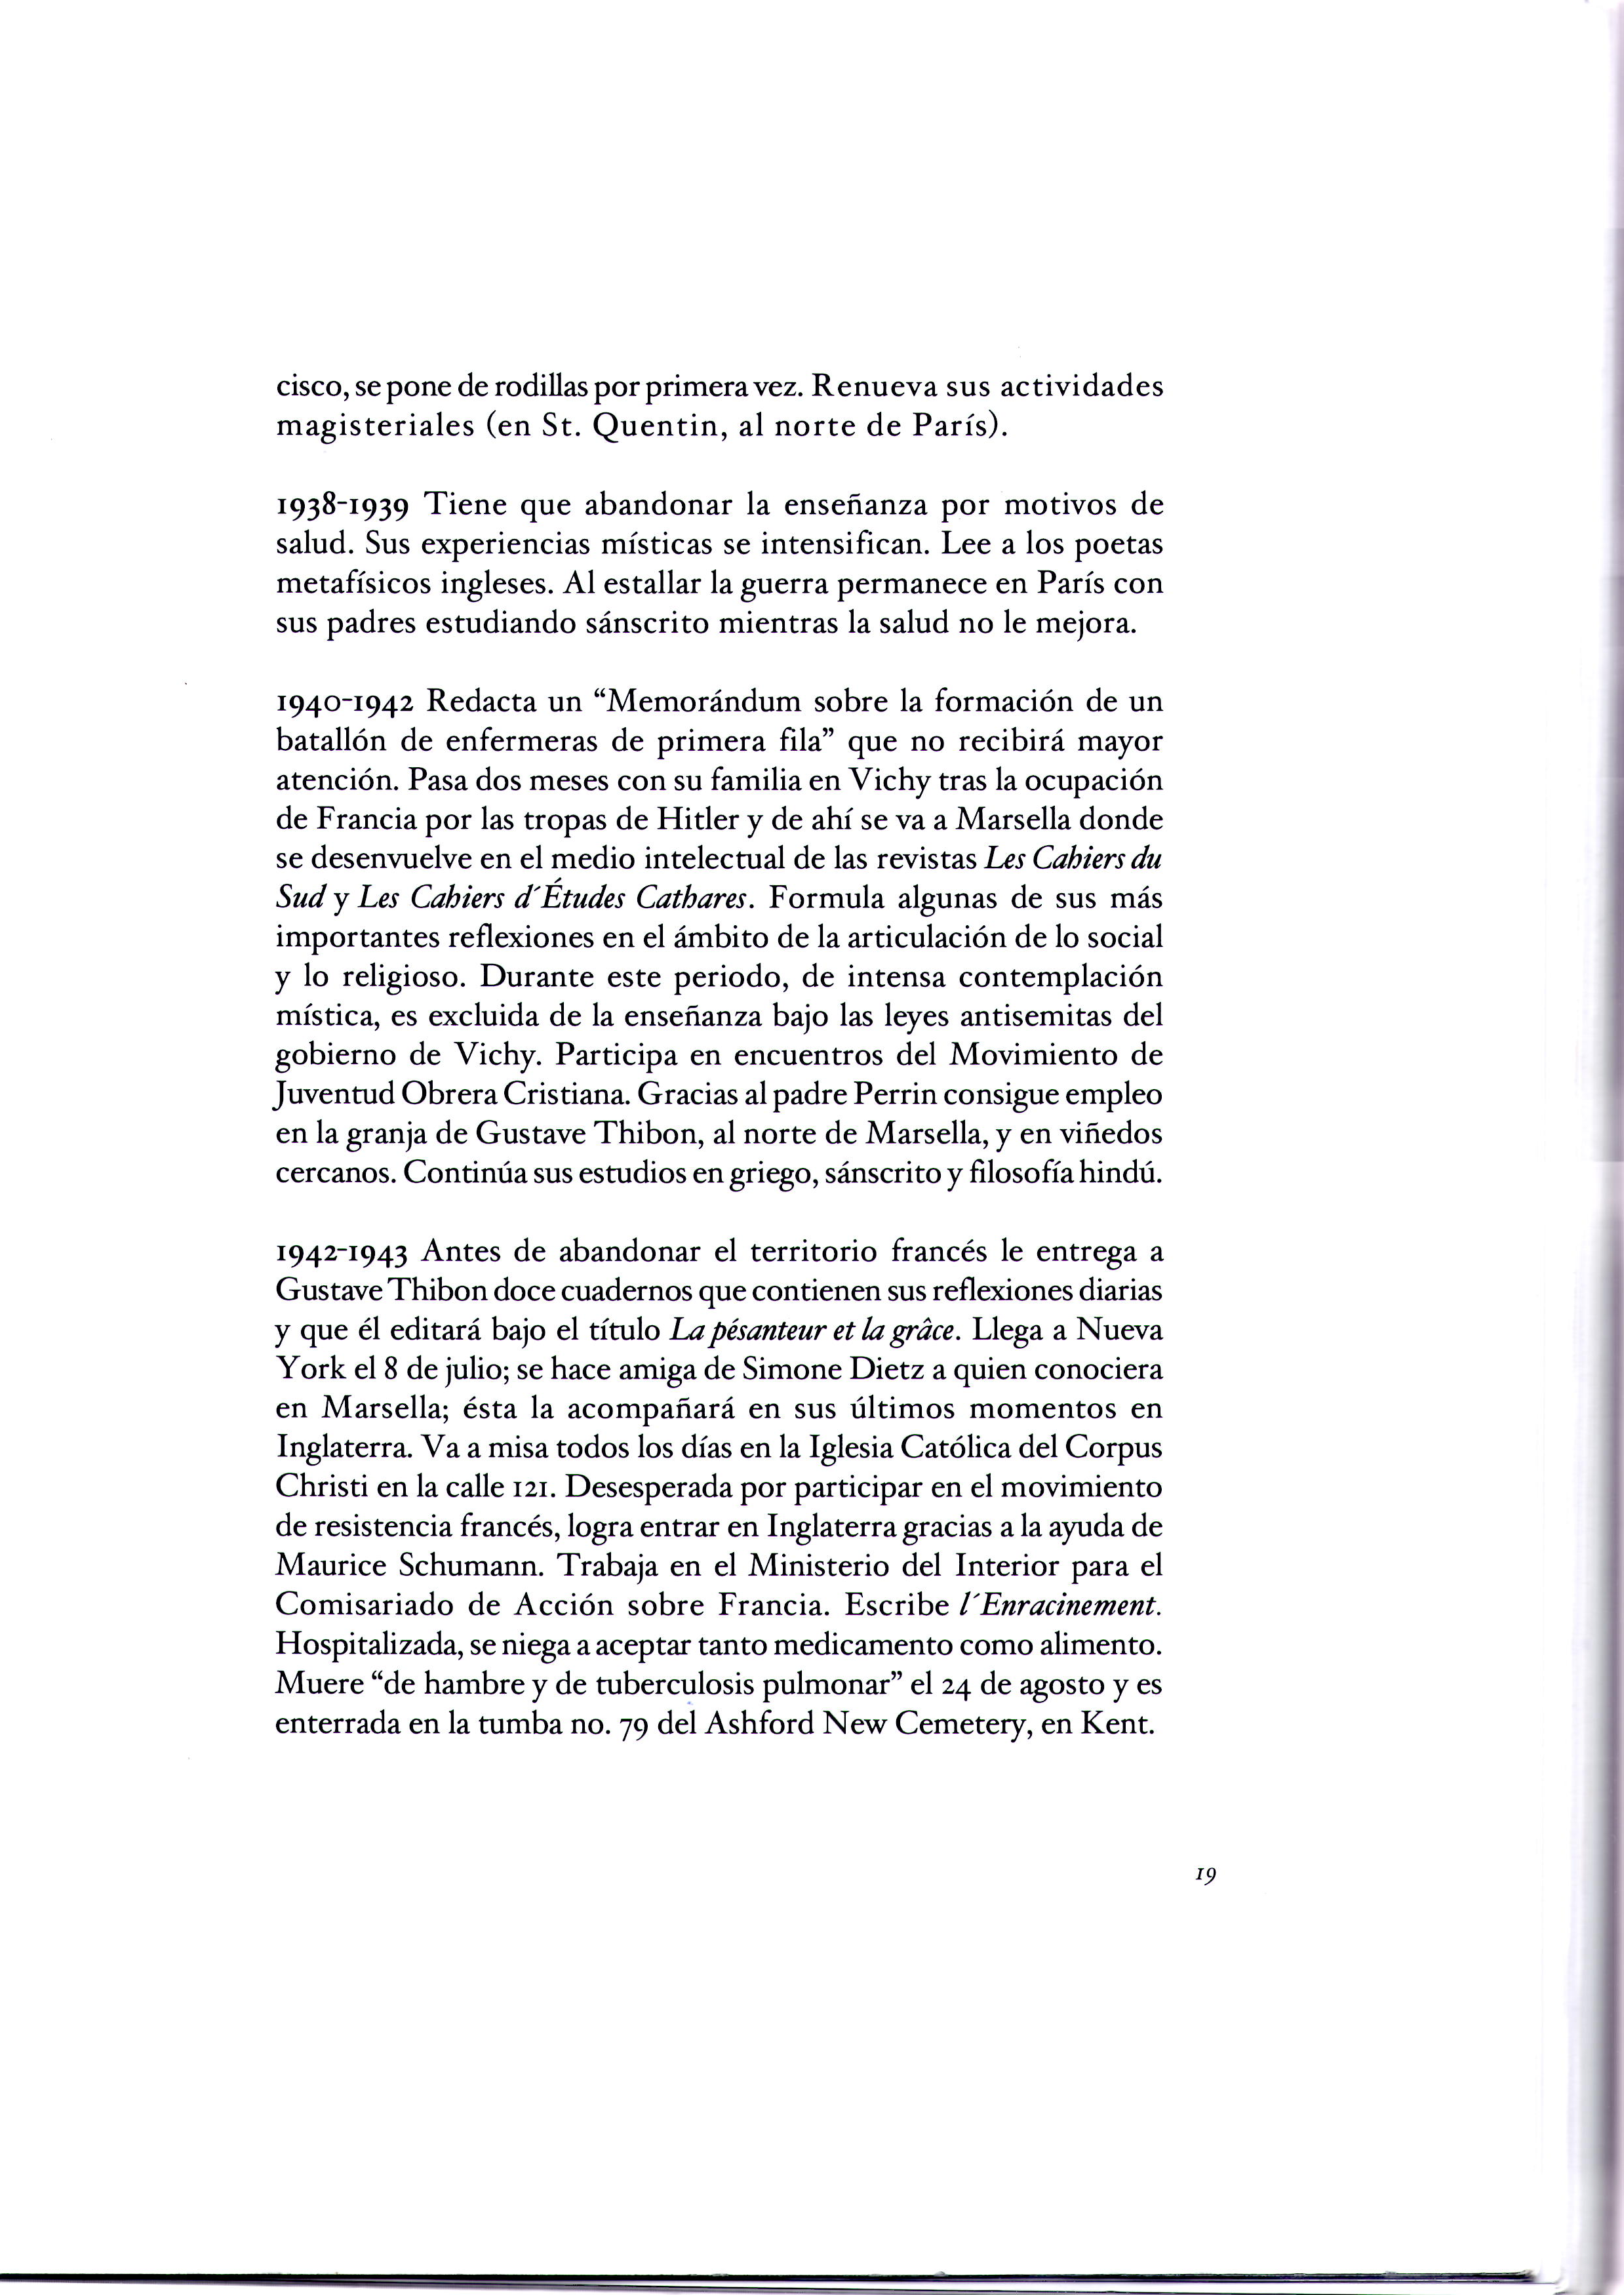 cisco, se pone de rodillas por primera vez. Renueva sus actividades
magisteriales (en St. Quentin, al norte de París).
1938-1939 Tiene que abandonar la enseñanza por motivos de
salud. Sus experiencias místicas se intensifican. Lee a los poetas
metafísicos ingleses. Al estallar la guerra permanece en París con
sus padres estudiando sánscrito mientras la salud no le mejora.
1940-1942 Redacta un “Memorándum sobre la formación de un
batallón de enfermeras de primera fila” que no recibirá mayor
atención. Pasa dos meses con su familia en Vichy tras la ocupación
de Francia por las tropas de Hitler y de ahí se va a Marsella donde
se desenvuelve en el medio intelectual de las revistas Les Cahiers du
Sud y Les Cahiers d´Études Cathares. Formula algunas de sus más
importantes reflexiones en el ámbito de la articulación de lo social
y lo religioso. Durante este periodo, de intensa contemplación
mística, es excluida de la enseñanza bajo las leyes antisemitas del
gobierno de Vichy. Participa en encuentros del Movimiento de
Juventud Obrera Cristiana. Gracias al padre Perrin consigue empleo
en la granja de Gustave Thibon, al norte de Marsella, y en viñedos
cercanos. Continúa sus estudios en griego, sánscrito y filosofía hindú.
1942-1943 Antes de abandonar el territorio francés le entrega a
Gustave Thibon doce cuadernos que contienen sus reflexiones diarias
y que él editará bajo el título La pésanteur et la grâce. Llega a Nueva
York el 8 de julio; se hace amiga de Simone Dietz a quien conociera
en Marsella; ésta la acompañará en sus últimos momentos en
Inglaterra. Va a misa todos los días en la Iglesia Católica del Corpus
Christi en la calle 121. Desesperada por participar en el movimiento
de resistencia francés, logra entrar en Inglaterra gracias a la ayuda de
Maurice Schumann. Trabaja en el Ministerio del Interior para el
Comisariado de Acción sobre Francia. Escribe l´Enracinement.
Hospitalizada, se niega a aceptar tanto medicamento como alimento.
Muere “de hambre y de tuberculosis pulmonar” el 24 de agosto y es
enterrada en la tumba no. 79 del Ashford New Cemetery, en Kent.
19